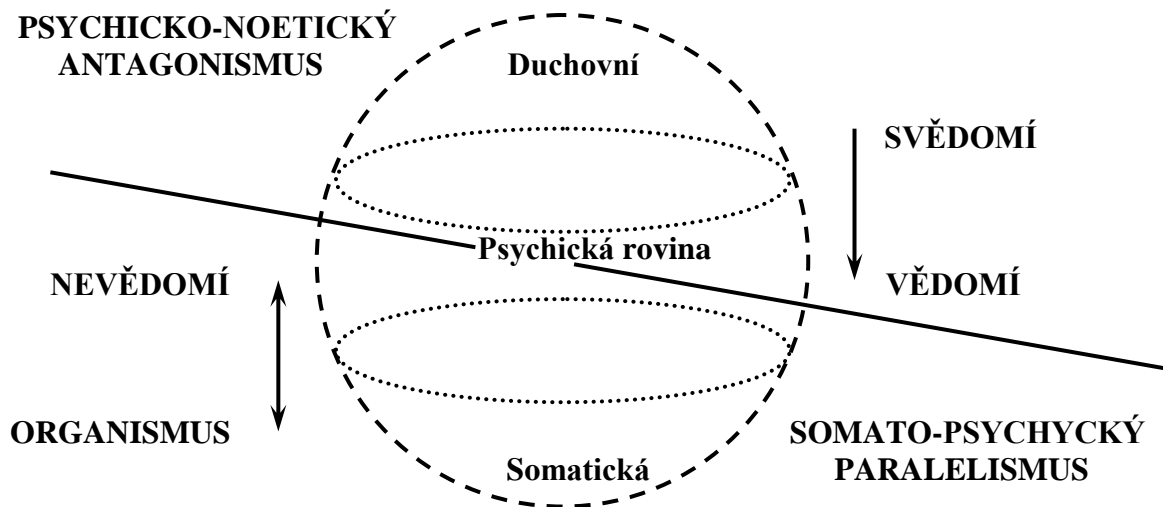 PSYCHICKO-NOETICKÝ
ANTAGONISMUS
Duchovní
SVĚDOMÍ
Psychická rovina
NEVĚDOMÍ
VĚDOMÍ
ORGANISMUS
SOMATO-PSYCHYCKÝ
PARALELISMUS
Somatická